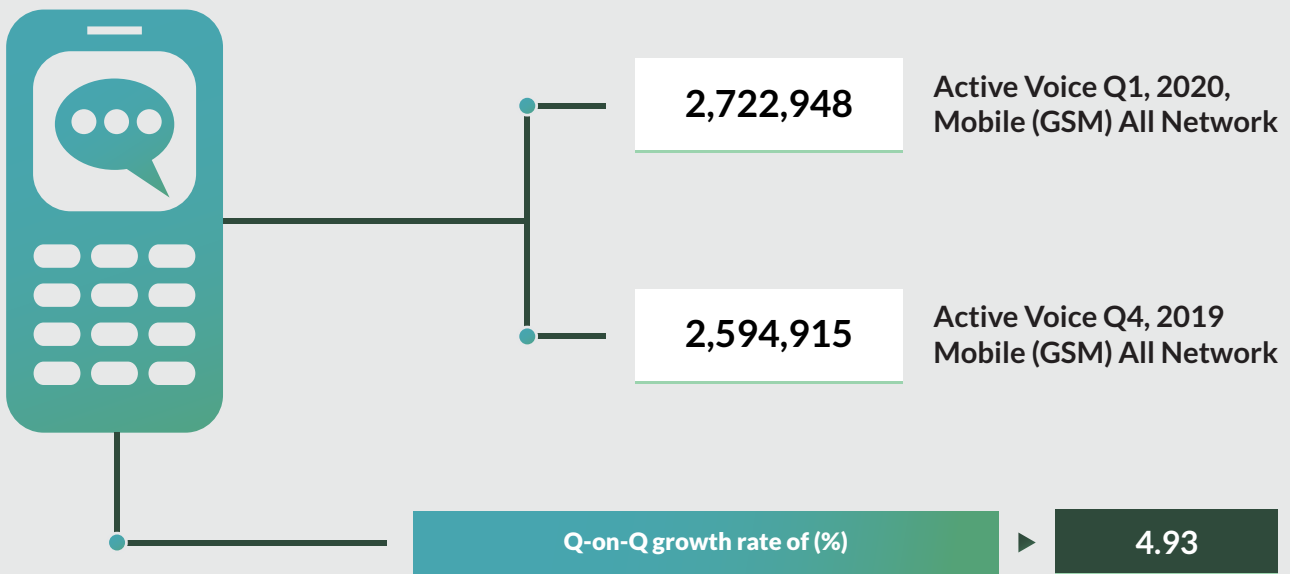 2,722,948
Active Voice Q1, 2020,
Mobile (GSM) All Network
2,594,915
Active Voice Q4, 2019
Mobile (GSM) All Network
Q-on-Q growth rate of (%)
4.93